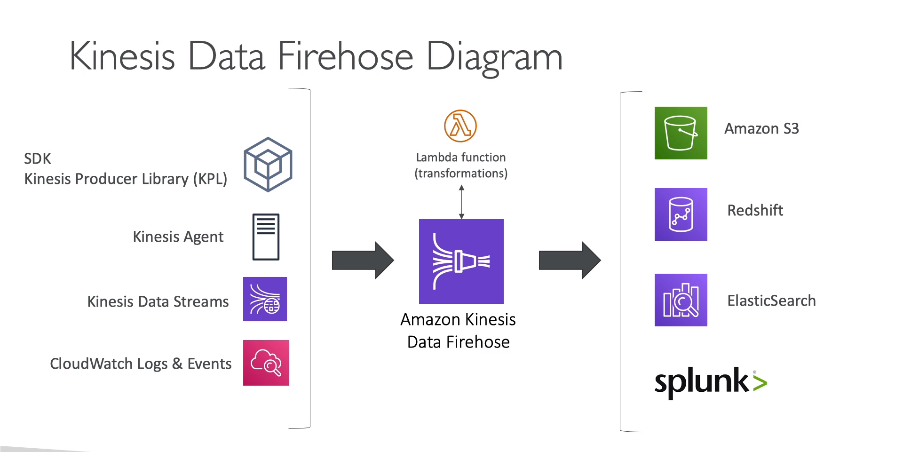 Kinesis Data Firehose Diagram
SDK
Kinesis Producer Library (KPL)
Kinesis Agent
Kinesis Data Streams
CloudWatch Logs & Events
Lambda function
(transformations)
Amazon Kinesis
Data Firehose
Amazon S3
Redshift
ElasticSearch
splunk>